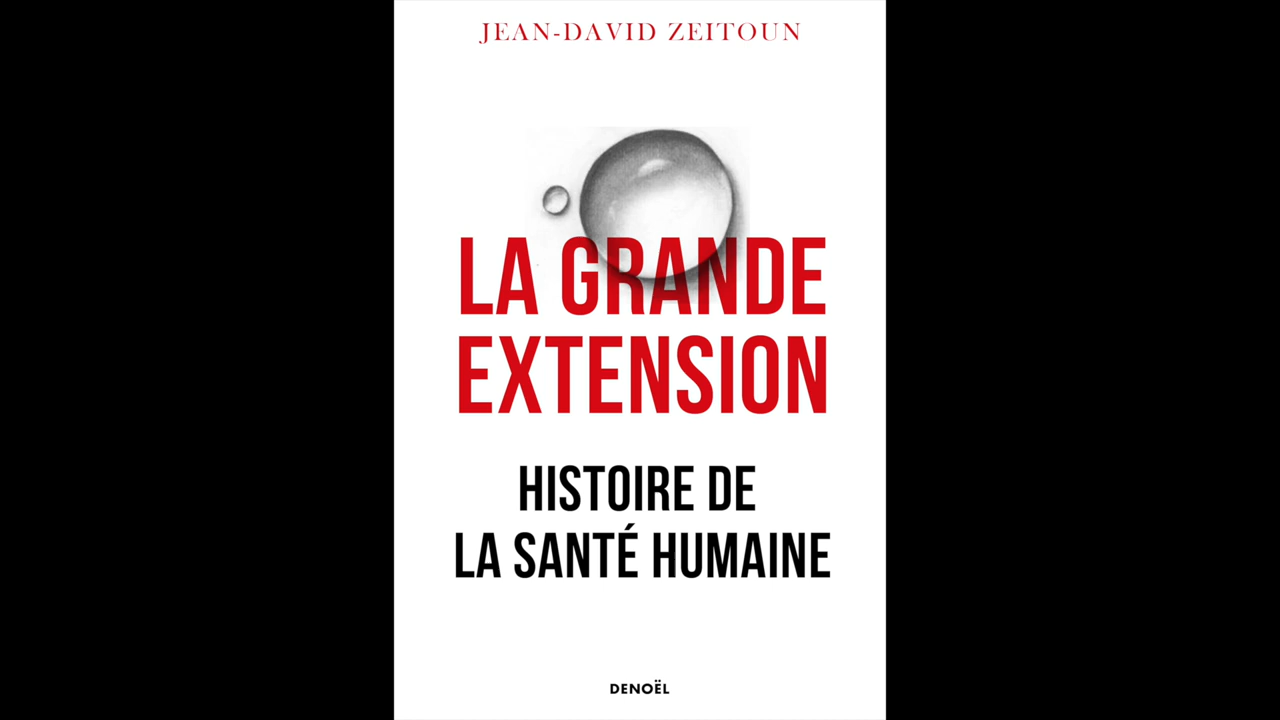 JEAN-DAVID ZEITOUN
LA GRANDE
EXTENSION
HISTOIRE DE
LA SANTÉ HUMAINE
DENOËL